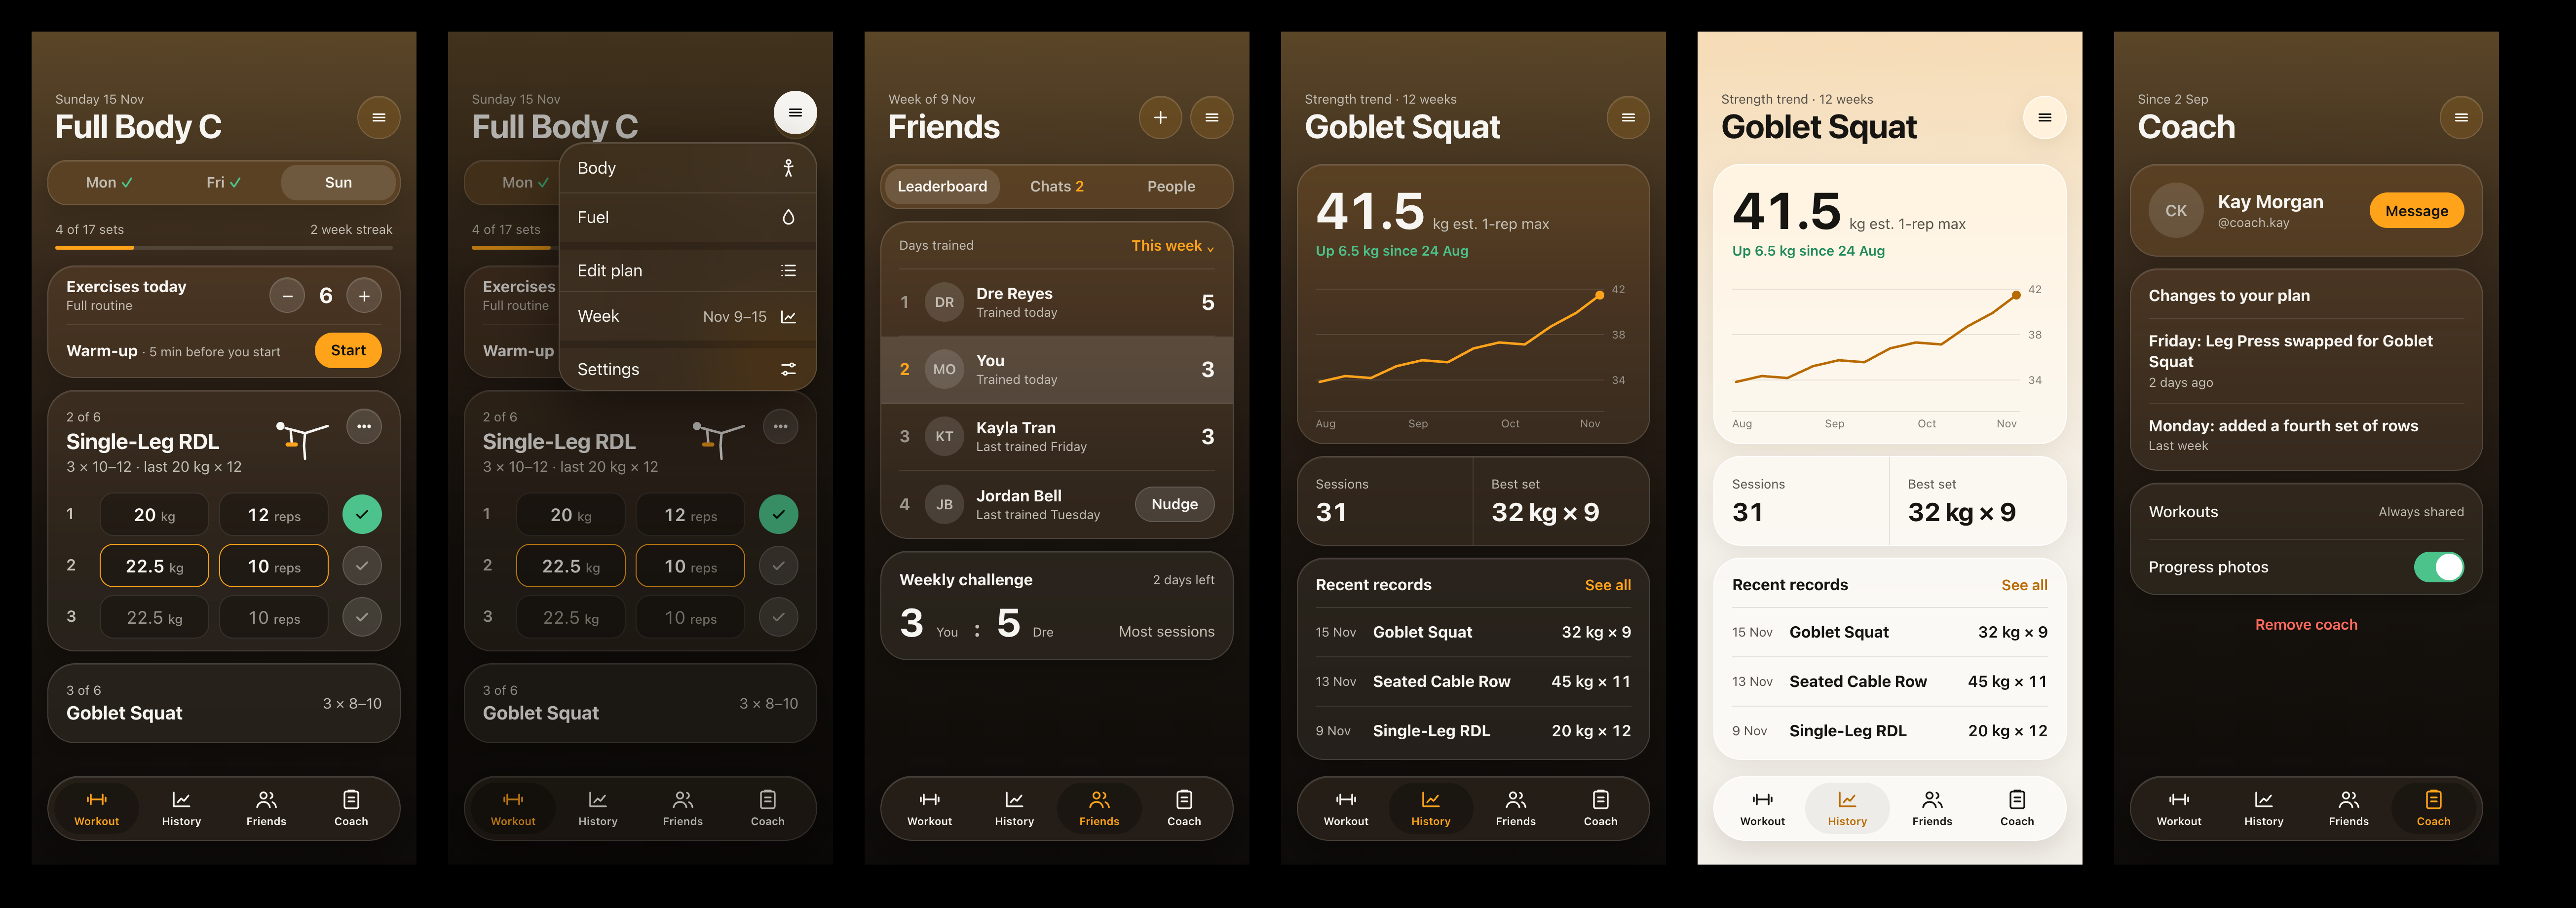 Sunday 15 Nov
Full Body C
Mon Fri Sun
4 of 17 sets 2 week streak
Exercises today
Full routine
6
Warm-up · 5 min before you start Start
2 of 6
Single-Leg RDL
3 × 10–12 · last 20 kg × 12
1 20 kg 12 reps
2 22.5 kg 10 reps
3 22.5 kg 10 reps
3 of 6
Goblet Squat
3 × 8–10
Workout History Friends Coach
Sunday 15 Nov
Full Body C
Mon
4 of 17 sets
Exercises
Full routine
Warm-up
Body
Fuel
Edit plan
Week Nov 9–15
Settings
2 of 6
Single-Leg RDL
3 × 10–12 · last 20 kg × 12
1 20 kg 12 reps
2 22.5 kg 10 reps
3 22.5 kg 10 reps
3 of 6
Goblet Squat
3 × 8–10
Workout History Friends Coach
Week of 9 Nov
Friends
Leaderboard Chats 2 People
Days trained This week
1 DR Dre Reyes 5
Trained today
2 MO You 3
Trained today
3 KT Kayla Tran 3
Last trained Friday
4 JB Jordan Bell Nudge
Last trained Tuesday
Weekly challenge 2 days left
3 You : 5 Dre Most sessions
Workout History Friends Coach
Strength trend · 12 weeks
Goblet Squat
41.5 kg est. 1-rep max
Up 6.5 kg since 24 Aug
42
38
34
Aug Sep Oct Nov
Sessions Best set
31 32 kg × 9
Recent records See all
15 Nov Goblet Squat 32 kg × 9
13 Nov Seated Cable Row 45 kg × 11
9 Nov Single-Leg RDL 20 kg × 12
Workout History Friends Coach
Strength trend · 12 weeks
Goblet Squat
41.5 kg est. 1-rep max
Up 6.5 kg since 24 Aug
42
38
34
Aug Sep Oct Nov
Sessions Best set
31 32 kg × 9
Recent records See all
15 Nov Goblet Squat 32 kg × 9
13 Nov Seated Cable Row 45 kg × 11
9 Nov Single-Leg RDL 20 kg × 12
Workout History Friends Coach
Since 2 Sep
Coach
CK Kay Morgan Message
@coach.kay
Changes to your plan
Friday: Leg Press swapped for Goblet
Squat
2 days ago
Monday: added a fourth set of rows
Last week
Workouts Always shared
Progress photos
Remove coach
Workout History Friends Coach